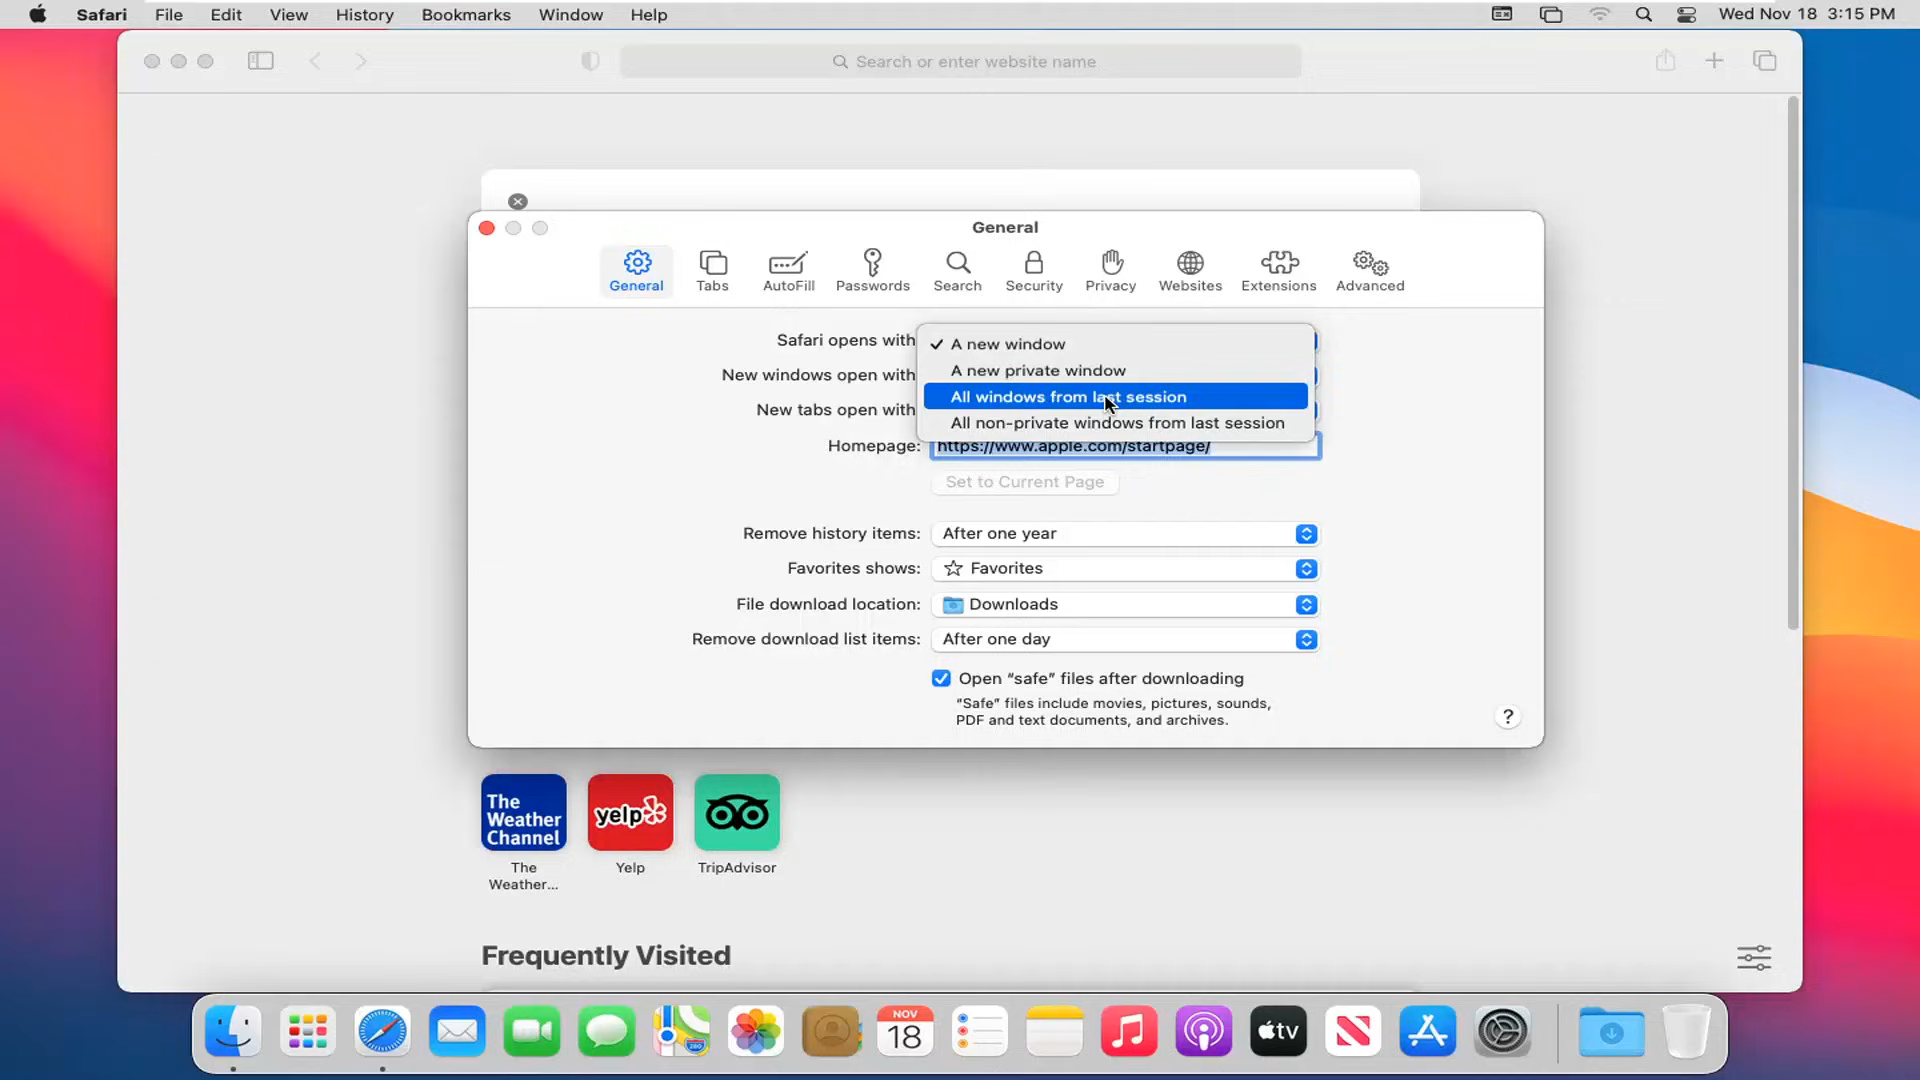 Safari File Edit View History Bookmarks Window Help Wed Nov 18 3:15 PM
Search or enter website name
General
General Tabs AutoFill Passwords Search Security Privacy Websites Extensions Advanced
Safari opens with
A new window
A new private window
New windows open with
All windows from last session
New tabs open with
All non-private windows from last session
Homepage: https://www.apple.com/startpage/
Set to Current Page
Remove history items: After one year
Favorites shows: Favorites
File download location: Downloads
Remove download list items: After one day
Open “safe” files after downloading
“Safe” files include movies, pictures, sounds,
PDF and text documents, and archives.
?
The
Weather
Channel
yelp
The
Weather...
Yelp
TripAdvisor
Frequently Visited
NOV
18
280
tv